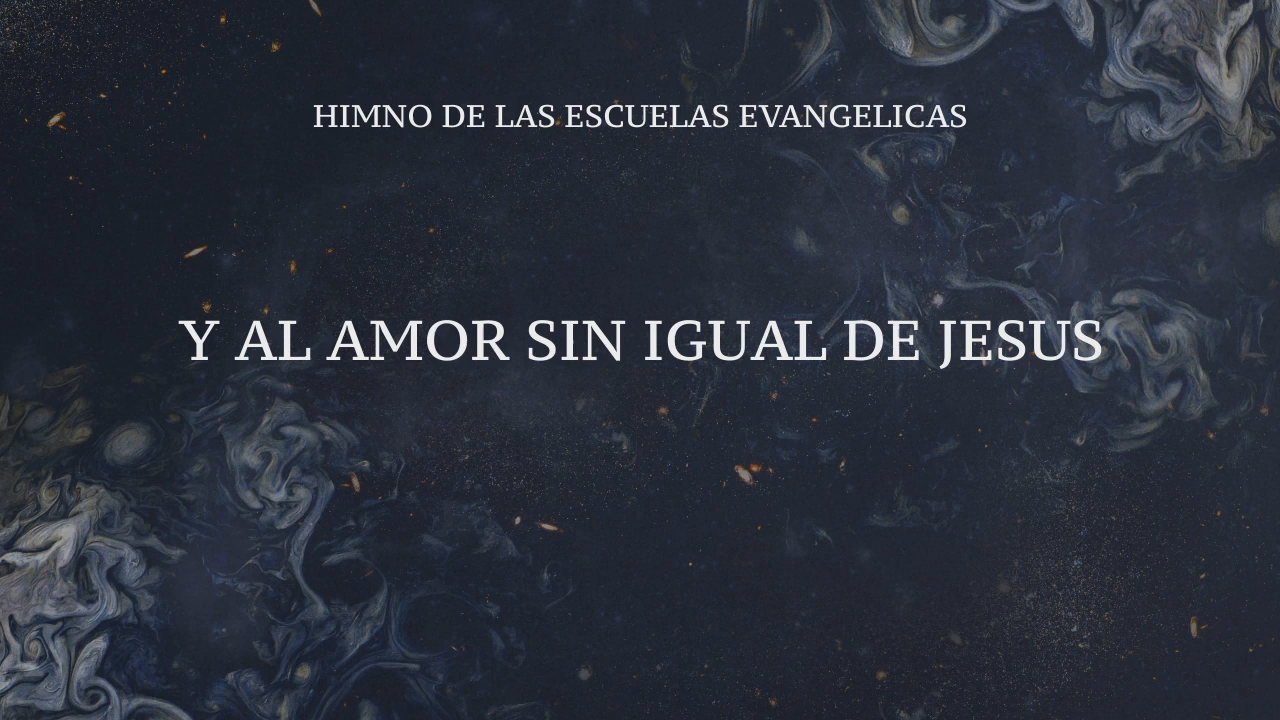 HIMNO DE LAS ESCUELAS EVANGELICAS
Y AL AMOR SIN IGUAL DE JESUS